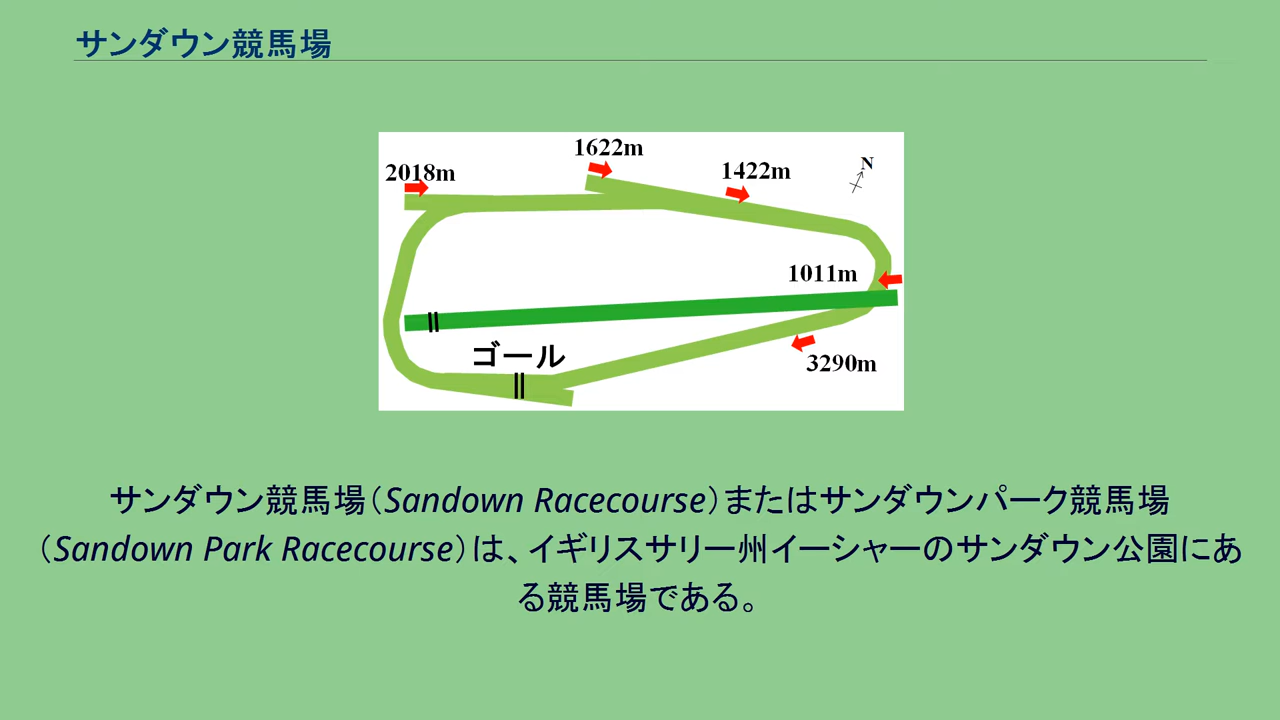 サンダウン競馬場
1622m
2018m
1422m
N
1011m
ゴール
3290m
サンダウン競馬場（Sandown Racecourse）またはサンダウンパーク競馬場
（Sandown Park Racecourse）は、イギリスサリー州イーシャーのサンダウン公園にあ
る競馬場である。